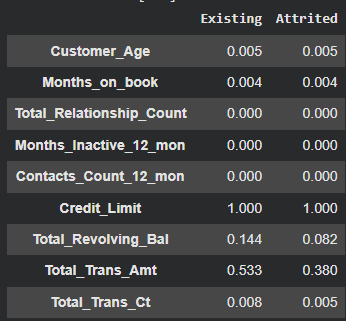 Existing Attrited
Customer_Age 0.005 0.005
Months_on_book 0.004 0.004
Total_Relationship_Count 0.000 0.000
Months_Inactive_12_mon 0.000 0.000
Contacts_Count_12_mon 0.000 0.000
Credit_Limit 1.000 1.000
Total_Revolving_Bal 0.144 0.082
Total_Trans_Amt 0.533 0.380
Total_Trans_Ct 0.008 0.005